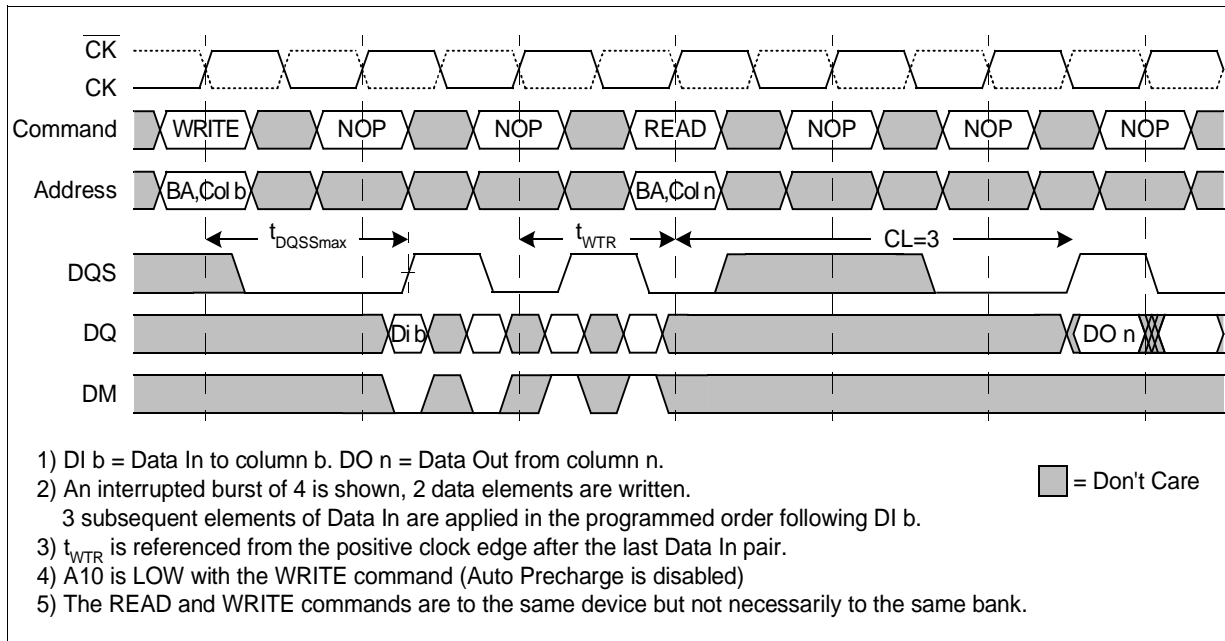 CK
CK
Command WRITE NOP NOP READ NOP NOP NOP
Address BA,Col b BA,Col n
tDQSSmax tWTR CL=3
DQS
DQ Di b DO n
DM
1) DI b = Data In to column b. DO n = Data Out from column n.
2) An interrupted burst of 4 is shown, 2 data elements are written.
3 subsequent elements of Data In are applied in the programmed order following DI b.
3) tWTR is referenced from the positive clock edge after the last Data In pair.
4) A10 is LOW with the WRITE command (Auto Precharge is disabled)
5) The READ and WRITE commands are to the same device but not necessarily to the same bank.
= Don't Care